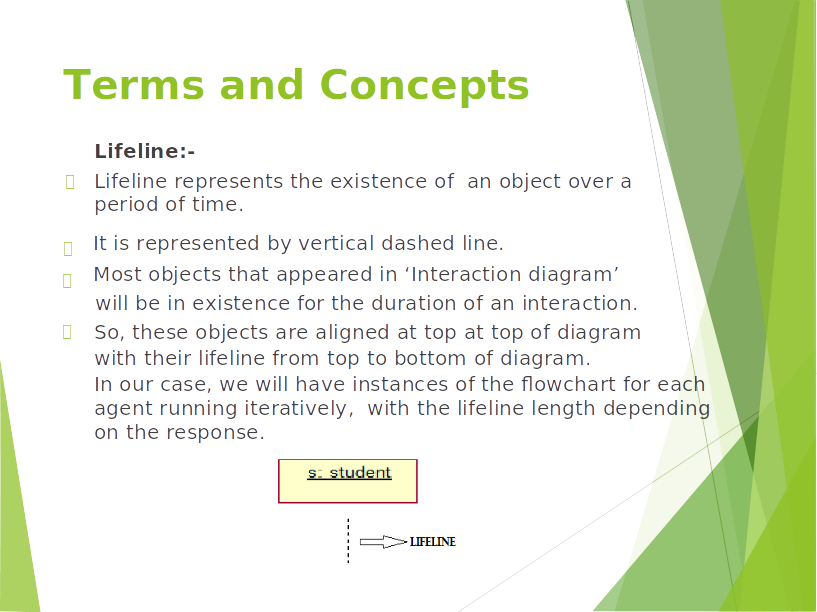 Terms and Concepts
Lifeline:-
Lifeline represents the existence of an object over a
period of time.
It is represented by vertical dashed line.
Most objects that appeared in ‘Interaction diagram’
will be in existence for the duration of an interaction.
So, these objects are aligned at top at top of diagram
with their lifeline from top to bottom of diagram.
In our case, we will have instances of the flowchart for each
agent running iteratively, with the lifeline length depending
on the response.
s: student
LIFELINE